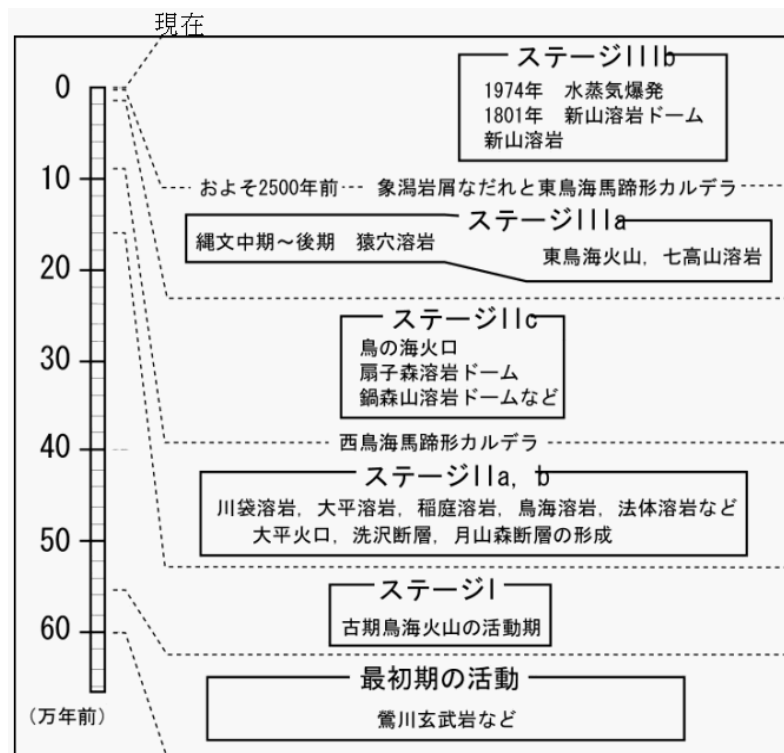 現在
0
10
20
30
40
50
60
(万年前)
ステージIIIb
1974年 水蒸気爆発
1801年 新山溶岩ドーム
新山溶岩
およそ2500年前
象潟岩屑なだれと東鳥海馬蹄形カルデラ
ステージIIIa
縄文中期〜後期 猿穴溶岩
東鳥海火山, 七高山溶岩
ステージIIc
鳥の海火口
扇子森溶岩ドーム
鍋森山溶岩ドームなど
西鳥海馬蹄形カルデラ
ステージIIa, b
川袋溶岩, 大平溶岩, 稲庭溶岩, 鳥海溶岩, 法体溶岩など
大平火口, 洗沢断層, 月山森断層の形成
ステージI
古期鳥海火山の活動期
最初期の活動
鶯川玄武岩など